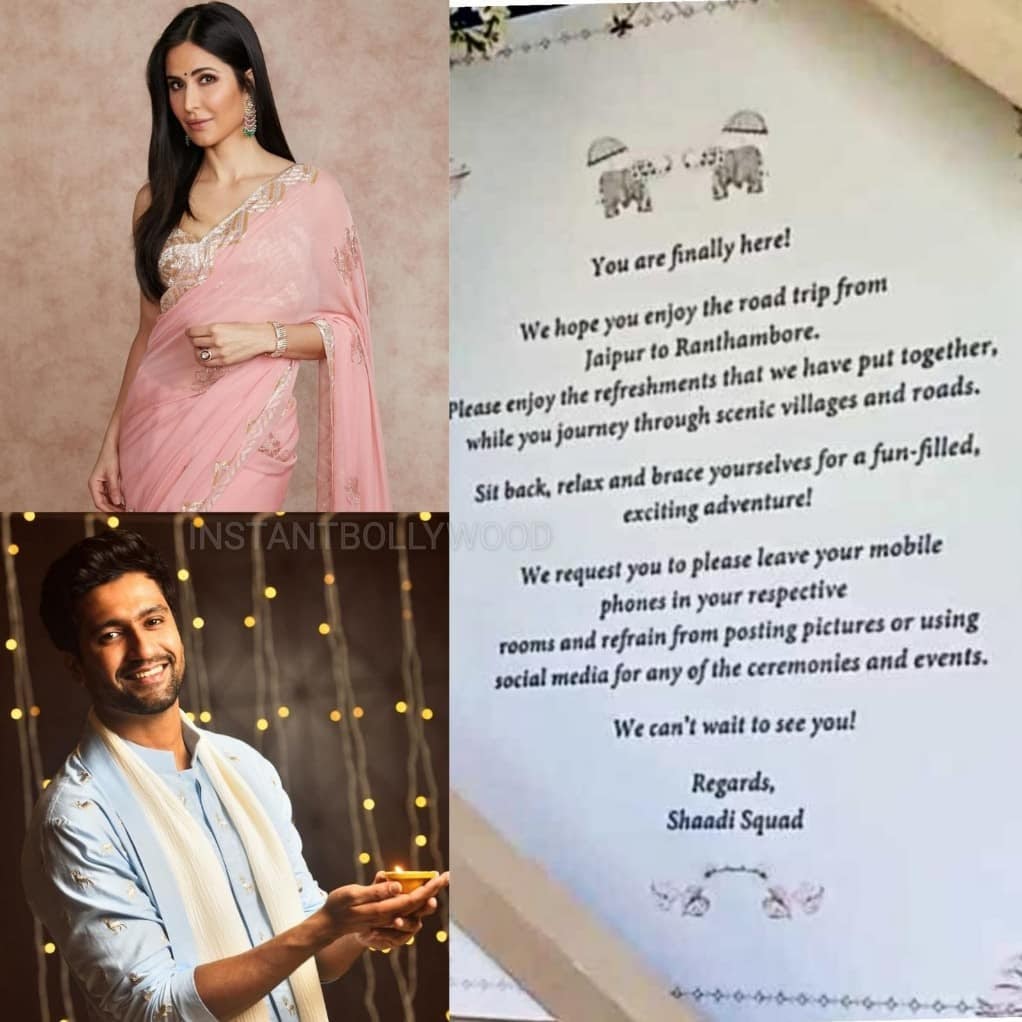 INSTANTBOLLYWOOD
You are finally here!
We hope you enjoy the road trip from
Jaipur to Ranthambore.
Please enjoy the refreshments that we have put together,
while you journey through scenic villages and roads.
Sit back, relax and brace yourselves for a fun-filled,
exciting adventure!
We request you to please leave your mobile
phones in your respective
rooms and refrain from posting pictures or using
social media for any of the ceremonies and events.
We can't wait to see you!
Regards,
Shaadi Squad